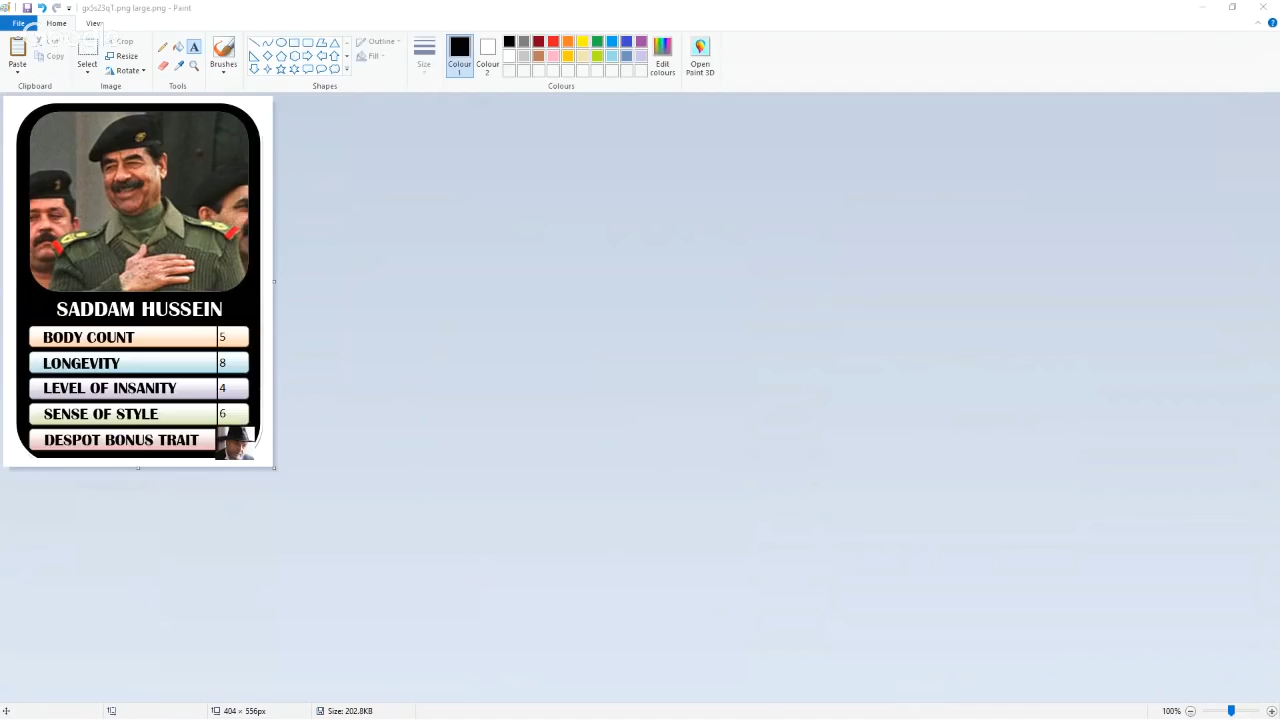 gx5s23q1.png large.png - Paint
File Home View
Paste
Cut
Copy
Clipboard
Select
Crop
Resize
Rotate
Image
A
Tools
Brushes
Shapes
Outline
Fill
Size
Colour 1
Colour 2
Edit colours
Colours
Open Paint 3D
SADDAM HUSSEIN
BODY COUNT 5
LONGEVITY 8
LEVEL OF INSANITY 4
SENSE OF STYLE 6
DESPOT BONUS TRAIT
404 × 556px
Size: 202.8KB
100%